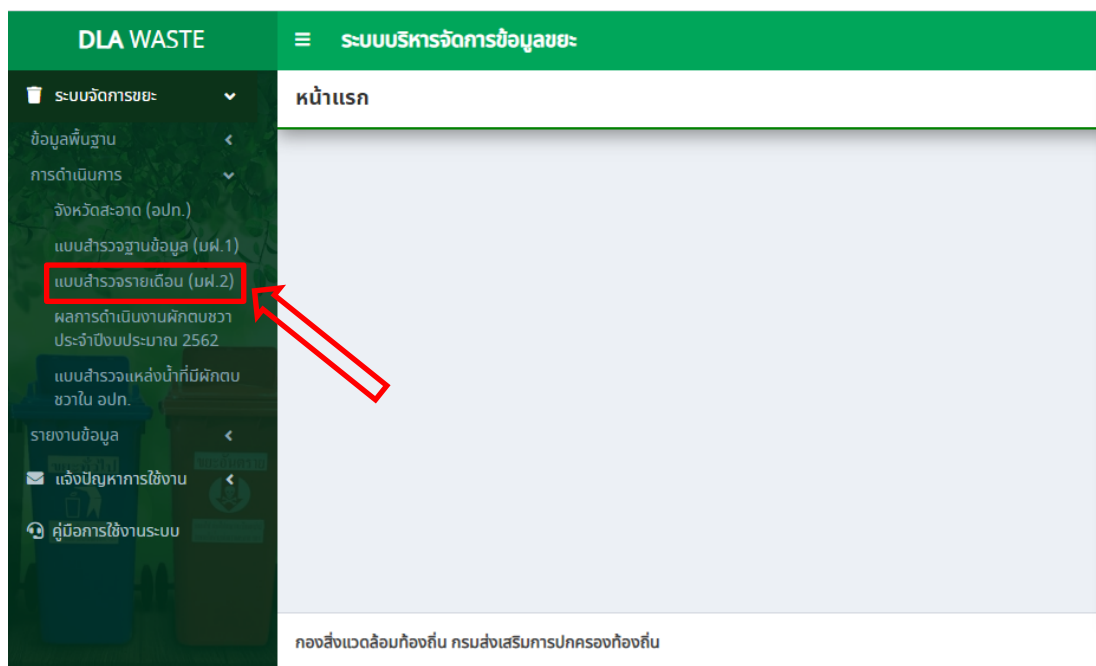 DLA WASTE
ระบบบริหารจัดการข้อมูลขยะ
ระบบจัดการขยะ
หน้าแรก
ข้อมูลพื้นฐาน
การดำเนินการ
จังหวัดสะอาด (อปท.)
แบบสำรวจฐานข้อมูล (มฝ.1)
แบบสำรวจรายเดือน (มฝ.2)
ผลการดำเนินงานผักตบชวา
ประจำปีงบประมาณ 2562
แบบสำรวจแหล่งน้ำที่มีผักตบ
ชวาใน อปท.
รายงานข้อมูล
แจ้งปัญหาการใช้งาน
คู่มือการใช้งานระบบ
กองสิ่งแวดล้อมท้องถิ่น กรมส่งเสริมการปกครองท้องถิ่น